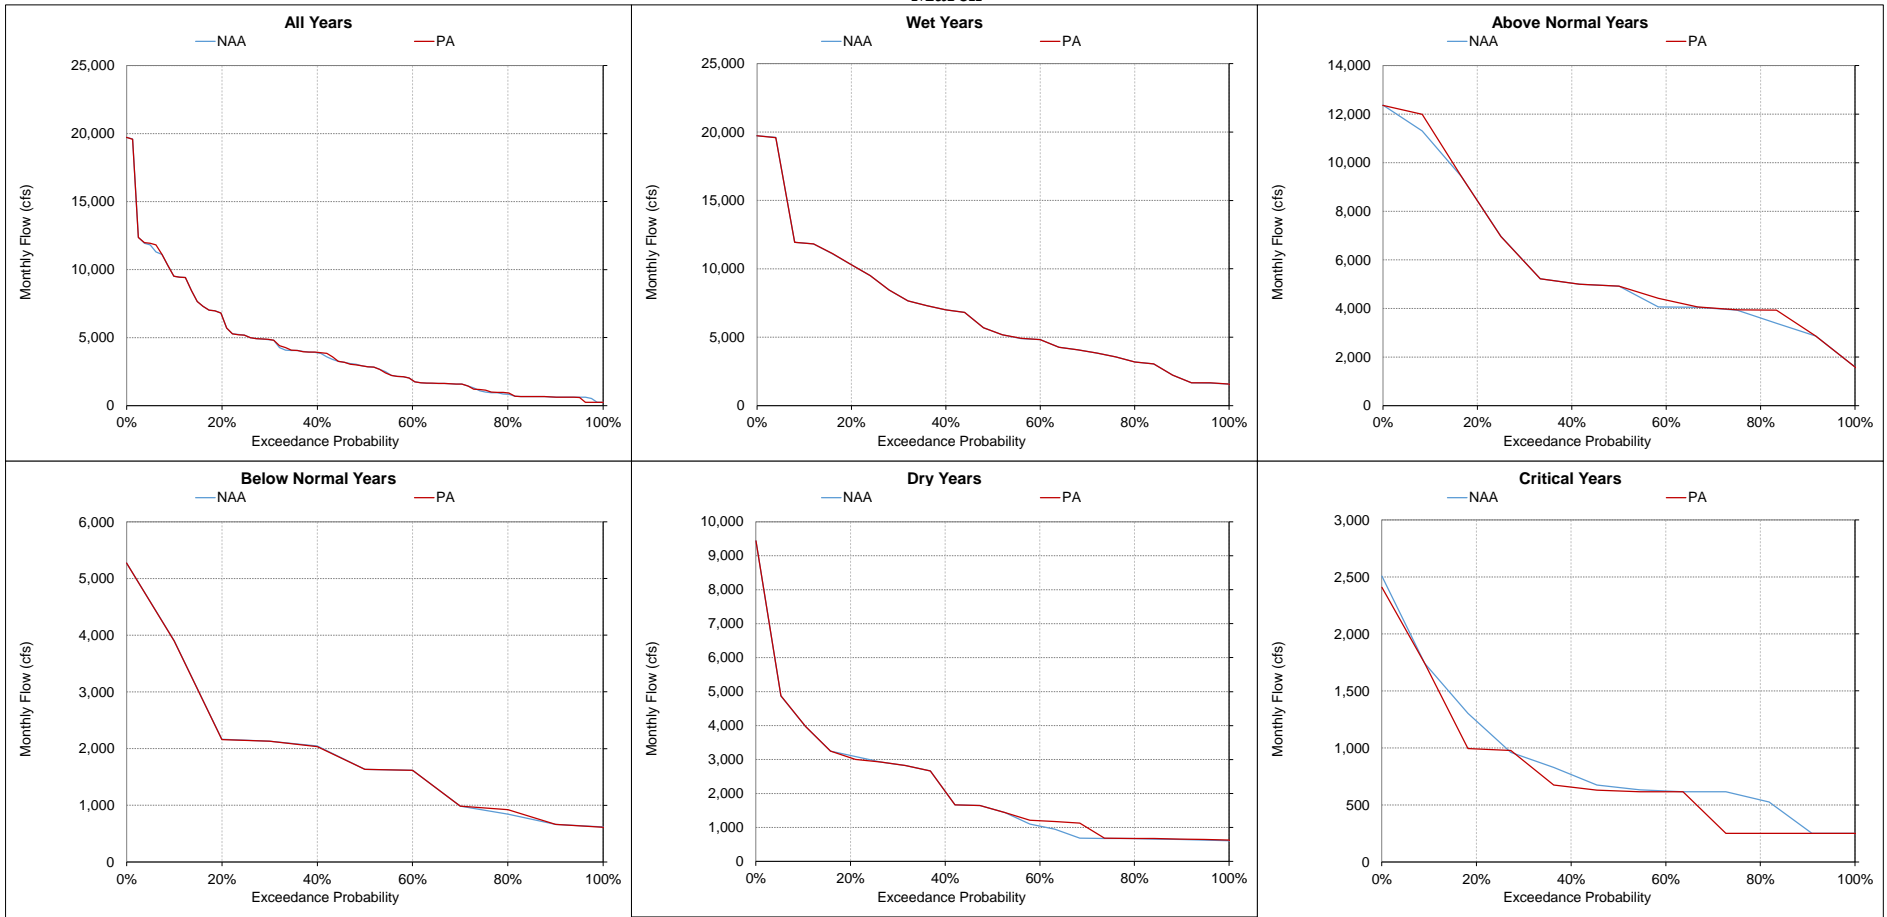 All Years
NAA PA
25,000
20,000
15,000
10,000
5,000
0
Monthly Flow (cfs)
0% 20% 40% 60% 80% 100%
Exceedance Probability
Wet Years
NAA PA
25,000
20,000
15,000
10,000
5,000
0
Monthly Flow (cfs)
0% 20% 40% 60% 80% 100%
Exceedance Probability
Above Normal Years
NAA PA
14,000
12,000
10,000
8,000
6,000
4,000
2,000
0
Monthly Flow (cfs)
0% 20% 40% 60% 80% 100%
Exceedance Probability
Below Normal Years
NAA PA
6,000
5,000
4,000
3,000
2,000
1,000
0
Monthly Flow (cfs)
0% 20% 40% 60% 80% 100%
Exceedance Probability
Dry Years
NAA PA
10,000
9,000
8,000
7,000
6,000
5,000
4,000
3,000
2,000
1,000
0
Monthly Flow (cfs)
0% 20% 40% 60% 80% 100%
Exceedance Probability
Critical Years
NAA PA
3,000
2,500
2,000
1,500
1,000
500
0
Monthly Flow (cfs)
0% 20% 40% 60% 80% 100%
Exceedance Probability